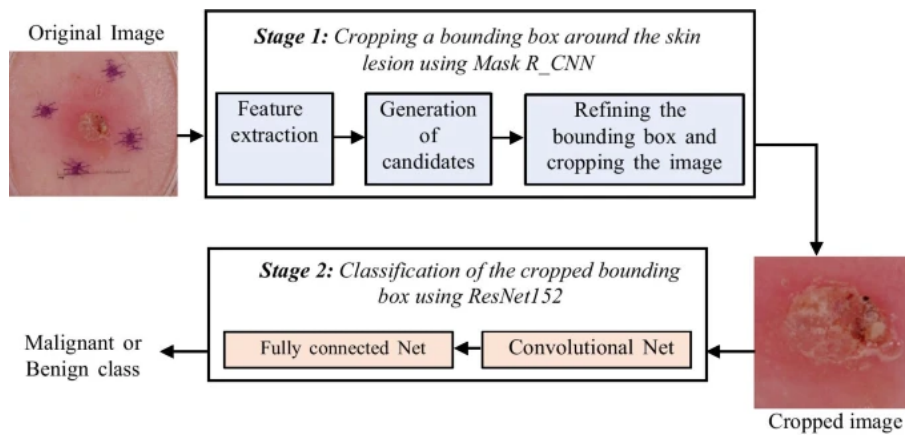 Original Image
Stage 1: Cropping a bounding box around the skin
lesion using Mask R_CNN
Feature
extraction
Generation
of
candidates
Refining the
bounding box and
cropping the image
Stage 2: Classification of the cropped bounding
box using ResNet152
Malignant or
Benign class
Fully connected Net
Convolutional Net
Cropped image